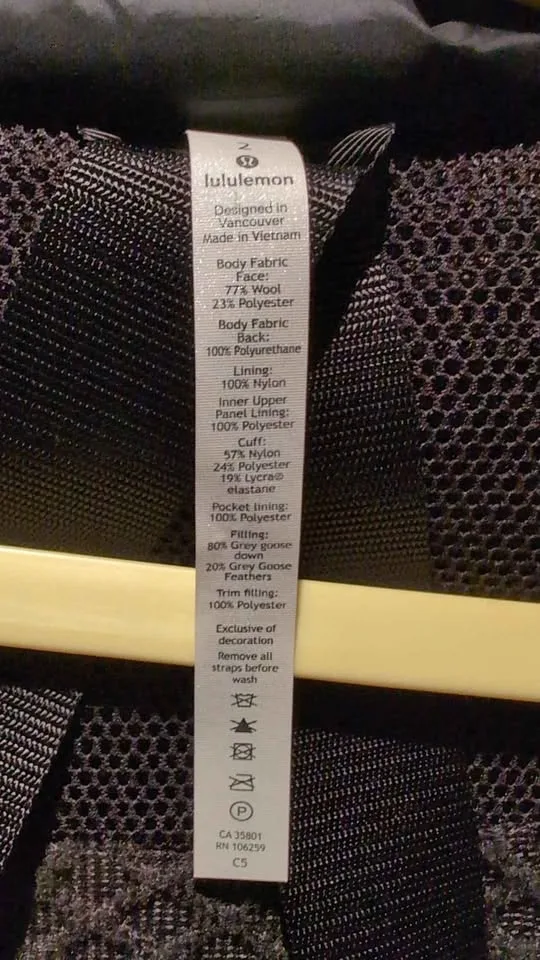 2
lululemon
Designed in
Vancouver
Made in Vietnam
Body Fabric
Face:
77% Wool
23% Polyester
Body Fabric
Back:
100% Polyurethane
Lining:
100% Nylon
Inner Upper
Panel Lining:
100% Polyester
Cuff:
57% Nylon
24% Polyester
19% Lycra®
elastane
Pocket lining:
100% Polyester
Filling:
80% Grey goose
down
20% Grey Goose
Feathers
Trim filling:
100% Polyester
Exclusive of
decoration
Remove all
straps before
wash
P
CA 35801
RN 106259
C5